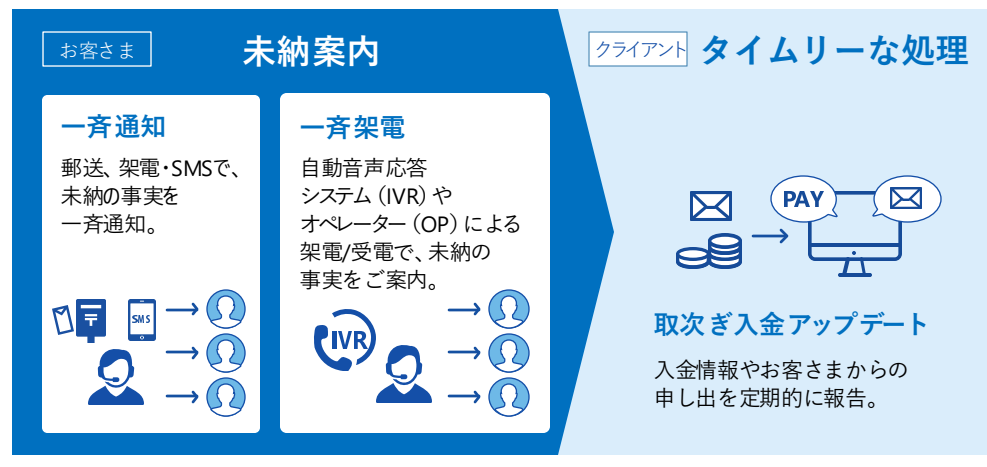 お客さま
未納案内
一斉通知
郵送、架電・SMSで、
未納の事実を
一斉通知。
〒
SMS
一斉架電
自動音声応答
システム（IVR）や
オペレーター（OP）による
架電/受電で、未納の
事実をご案内。
IVR
クライアント
タイムリーな処理
PAY
取次ぎ入金アップデート
入金情報やお客さまからの
申し出を定期的に報告。